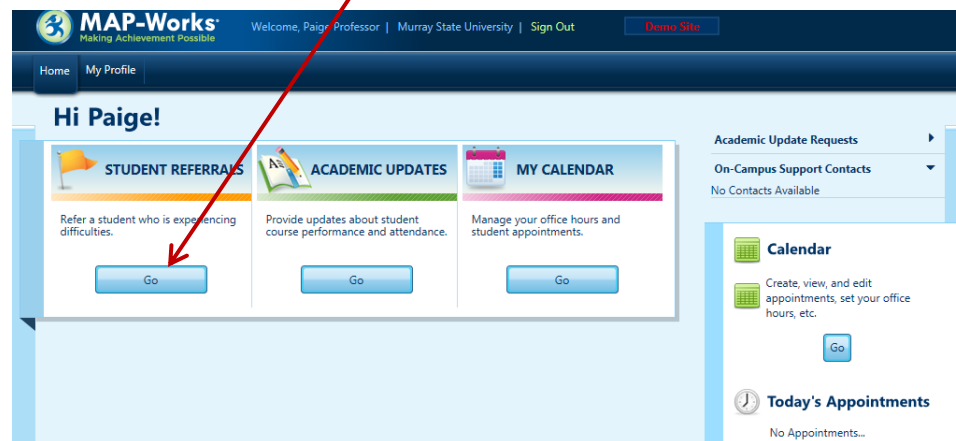 MAP-Works
Making Achievement Possible
Welcome, Paige Professor | Murray State University | Sign Out
Demo Site
Home
My Profile
Hi Paige!
STUDENT REFERRALS
Refer a student who is experiencing
difficulties.
Go
ACADEMIC UPDATES
Provide updates about student
course performance and attendance.
Go
MY CALENDAR
Manage your office hours and
student appointments.
Go
Academic Update Requests
On-Campus Support Contacts
No Contacts Available
Calendar
Create, view, and edit
appointments, set your office
hours, etc.
Go
Today's Appointments
No Appointments...